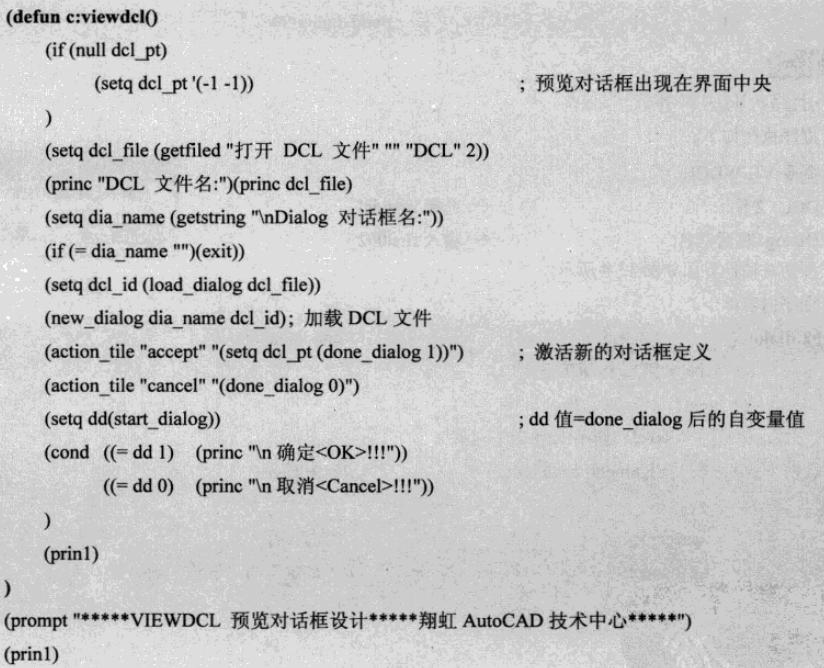 (defun c:viewdcl()
(if (null dcl_pt)
(setq dcl_pt '(-1 -1)) ; 预览对话框出现在界面中央
)
(setq dcl_file (getfiled "打开 DCL 文件" "" "DCL" 2))
(princ "DCL 文件名:")(princ dcl_file)
(setq dia_name (getstring "\nDialog 对话框名:"))
(if (= dia_name "")(exit))
(setq dcl_id (load_dialog dcl_file))
(new_dialog dia_name dcl_id); 加载 DCL 文件
(action_tile "accept" "(setq dcl_pt (done_dialog 1))") ; 激活新的对话框定义
(action_tile "cancel" "(done_dialog 0)")
(setq dd(start_dialog)) ; dd 值=done_dialog 后的自变量值
(cond ((= dd 1) (princ "\n 确定<OK>!!!"))
((= dd 0) (princ "\n 取消<Cancel>!!!"))
)
(prin1)
)
(prompt "*****VIEWDCL 预览对话框设计*****翔虹 AutoCAD 技术中心*****")
(prin1)